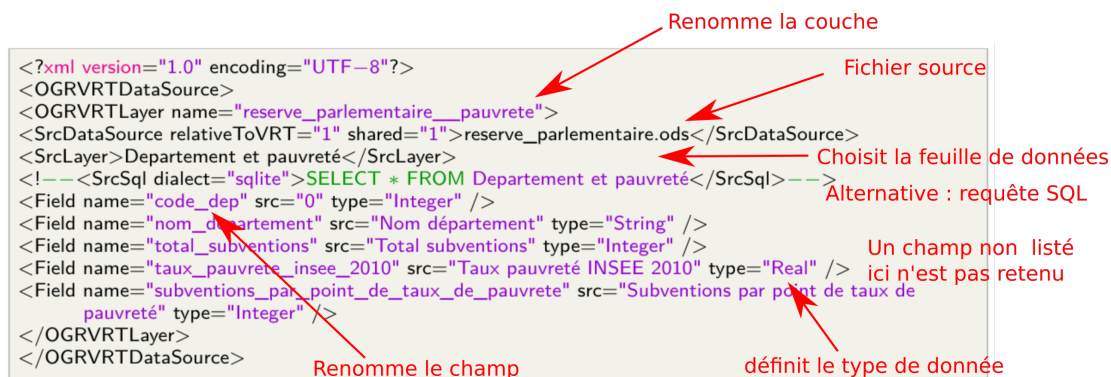 Renomme la couche
<?xml version="1.0" encoding="UTF−8"?>
Fichier source
<OGRVRTDataSource>
<OGRVRTLayer name="reserve_parlementaire__pauvrete">
<SrcDataSource relativeToVRT="1" shared="1">reserve_parlementaire.ods</SrcDataSource>
<SrcLayer>Departement et pauvreté</SrcLayer>
Choisit la feuille de données
<!−−<SrcSql dialect="sqlite">SELECT * FROM Departement et pauvreté</SrcSql>−−>
Alternative : requête SQL
<Field name="code_dep" src="0" type="Integer" />
<Field name="nom_departement" src="Nom département" type="String" />
<Field name="total_subventions" src="Total subventions" type="Integer" />
Un champ non listé
<Field name="taux_pauvrete_insee_2010" src="Taux pauvreté INSEE 2010" type="Real" />
ici n'est pas retenu
<Field name="subventions_par_point_de_taux_de_pauvrete" src="Subventions par point de taux de
pauvreté" type="Integer" />
</OGRVRTLayer>
</OGRVRTDataSource>
Renomme le champ
définit le type de donnée